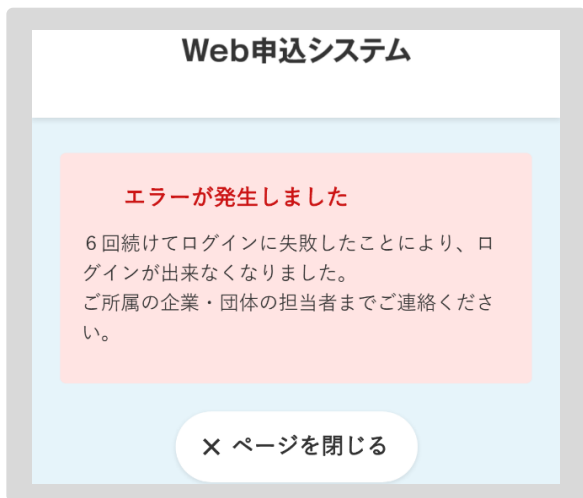 Web申込システム
エラーが発生しました
６回続けてログインに失敗したことにより、ロ
グインが出来なくなりました。
ご所属の企業・団体の担当者までご連絡くださ
い。
× ページを閉じる